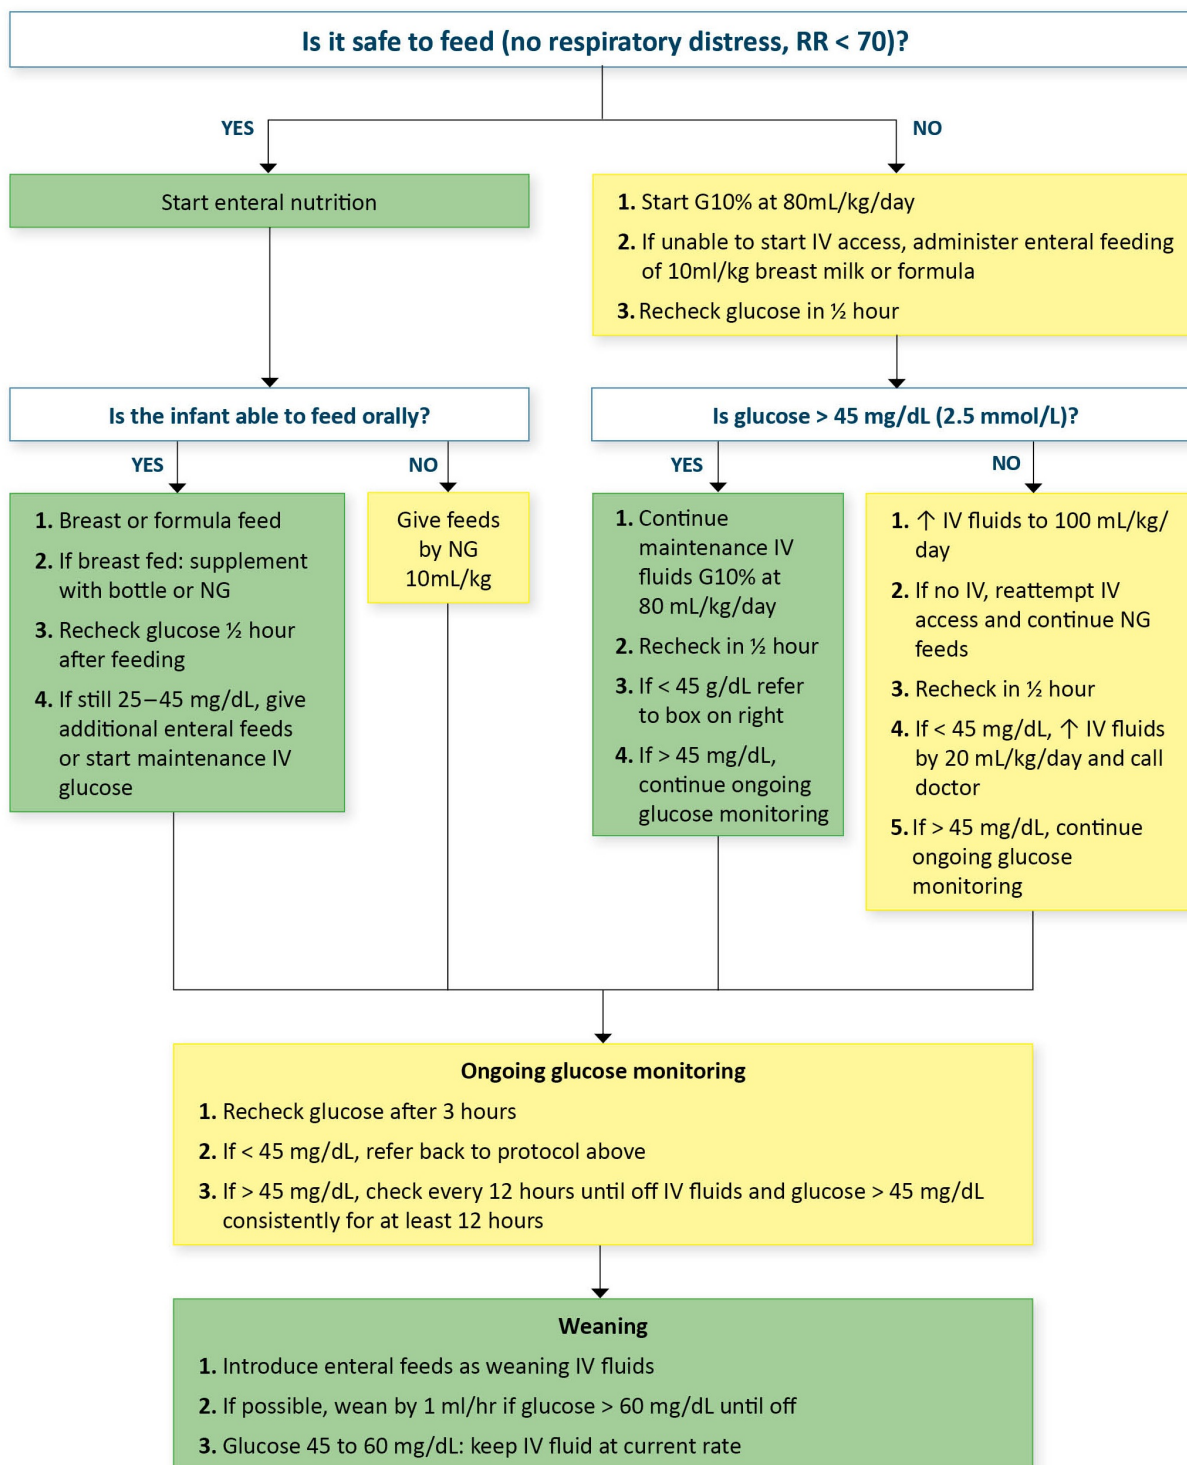 Is it safe to feed (no respiratory distress, RR < 70)?
YES
NO
Start enteral nutrition
1. Start G10% at 80mL/kg/day
2. If unable to start IV access, administer enteral feeding
of 10ml/kg breast milk or formula
3. Recheck glucose in ½ hour
Is the infant able to feed orally?
Is glucose > 45 mg/dL (2.5 mmol/L)?
YES
NO
YES
NO
1. Breast or formula feed
2. If breast fed: supplement
with bottle or NG
3. Recheck glucose ½ hour
after feeding
4. If still 25–45 mg/dL, give
additional enteral feeds
or start maintenance IV
glucose
Give feeds
by NG
10mL/kg
1. Continue
maintenance IV
fluids G10% at
80 mL/kg/day
2. Recheck in ½ hour
3. If < 45 g/dL refer
to box on right
4. If > 45 mg/dL,
continue ongoing
glucose monitoring
1. ↑ IV fluids to 100 mL/kg/
day
2. If no IV, reattempt IV
access and continue NG
feeds
3. Recheck in ½ hour
4. If < 45 mg/dL, ↑ IV fluids
by 20 mL/kg/day and call
doctor
5. If > 45 mg/dL, continue
ongoing glucose
monitoring
Ongoing glucose monitoring
1. Recheck glucose after 3 hours
2. If < 45 mg/dL, refer back to protocol above
3. If > 45 mg/dL, check every 12 hours until off IV fluids and glucose > 45 mg/dL
consistently for at least 12 hours
Weaning
1. Introduce enteral feeds as weaning IV fluids
2. If possible, wean by 1 ml/hr if glucose > 60 mg/dL until off
3. Glucose 45 to 60 mg/dL: keep IV fluid at current rate